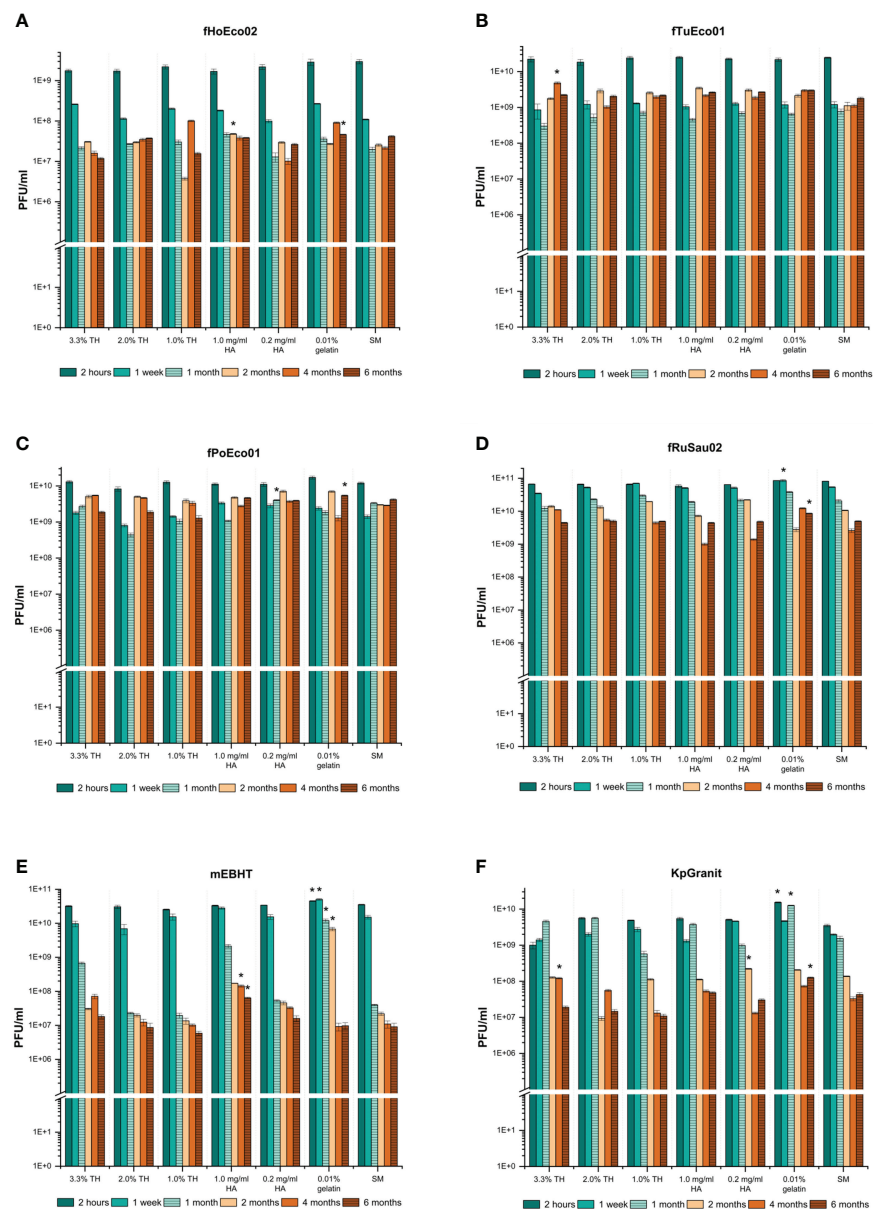 A
fHoEco02
PFU/ml
1E+9
1E+8
1E+7
1E+6
1E+1
1E+0
*
*
3.3% TH 2.0% TH 1.0% TH 1.0 mg/ml HA 0.2 mg/ml HA 0.01% gelatin SM
2 hours 1 week 1 month 2 months 4 months 6 months
B
fTuEco01
PFU/ml
1E+10
1E+9
1E+8
1E+7
1E+6
1E+1
1E+0
*
3.3% TH 2.0% TH 1.0% TH 1.0 mg/ml HA 0.2 mg/ml HA 0.01% gelatin SM
2 hours 1 week 1 month 2 months 4 months 6 months
C
fPoEco01
PFU/ml
1E+10
1E+9
1E+8
1E+7
1E+6
1E+1
1E+0
*
*
3.3% TH 2.0% TH 1.0% TH 1.0 mg/ml HA 0.2 mg/ml HA 0.01% gelatin SM
2 hours 1 week 1 month 2 months 4 months 6 months
D
fRuSau02
PFU/ml
1E+11
1E+10
1E+9
1E+8
1E+7
1E+6
1E+1
1E+0
*
*
3.3% TH 2.0% TH 1.0% TH 1.0 mg/ml HA 0.2 mg/ml HA 0.01% gelatin SM
2 hours 1 week 1 month 2 months 4 months 6 months
E
mEBHT
PFU/ml
1E+11
1E+10
1E+9
1E+8
1E+7
1E+6
1E+1
1E+0
* *
*
*
*
*
3.3% TH 2.0% TH 1.0% TH 1.0 mg/ml HA 0.2 mg/ml HA 0.01% gelatin SM
2 hours 1 week 1 month 2 months 4 months 6 months
F
KpGranit
PFU/ml
1E+10
1E+9
1E+8
1E+7
1E+6
1E+1
1E+0
* *
*
*
*
3.3% TH 2.0% TH 1.0% TH 1.0 mg/ml HA 0.2 mg/ml HA 0.01% gelatin SM
2 hours 1 week 1 month 2 months 4 months 6 months